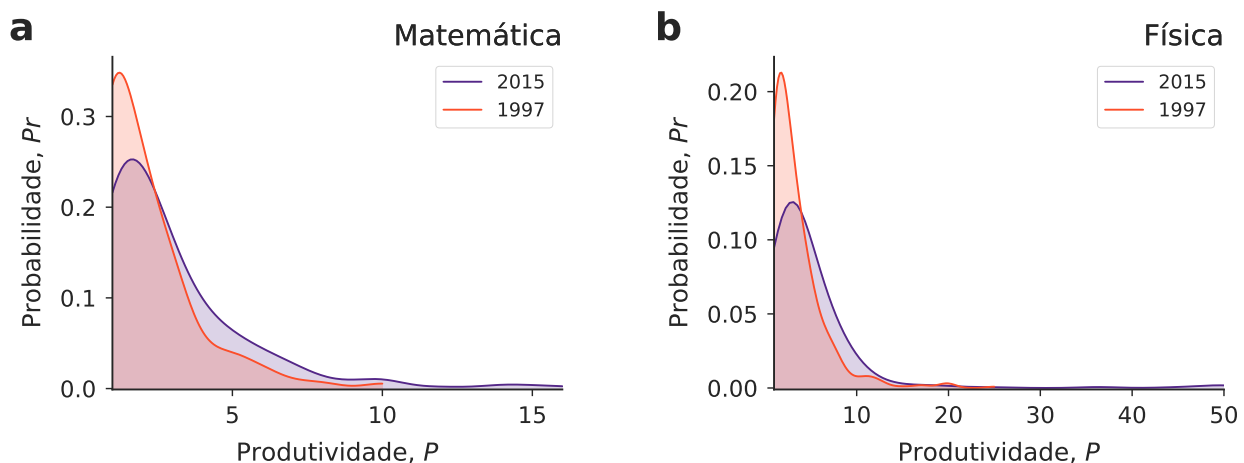 a
Matemática
2015
1997
0.3
0.2
0.1
0.0
5
10
15
Probabilidade, Pr
Produtividade, P
b
Física
2015
1997
0.20
0.15
0.10
0.05
0.00
10
20
30
40
50
Probabilidade, Pr
Produtividade, P